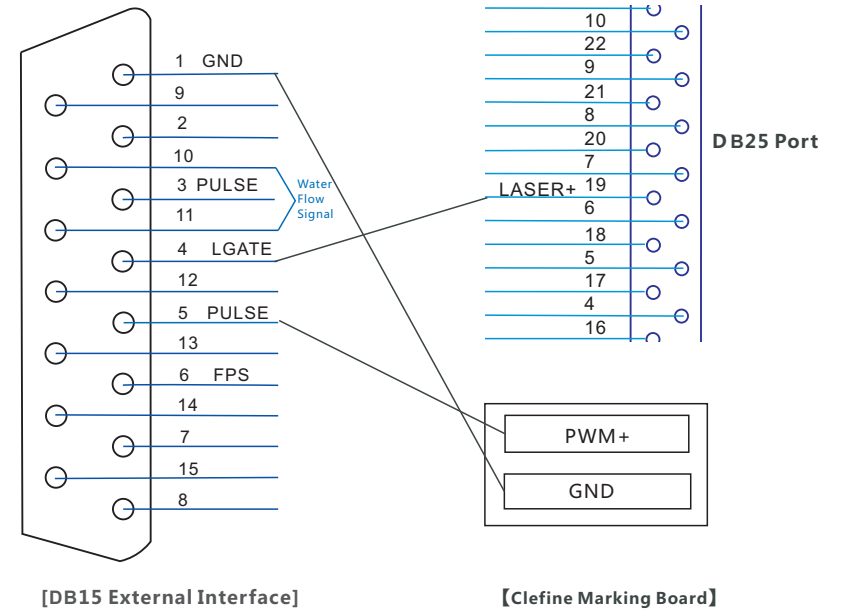 1 GND
9
2
10
3 PULSE
11
Water
Flow
Signal
4 LGATE
12
5 PULSE
13
6 FPS
14
7
15
8
10
22
9
21
8
20
7
LASER+ 19
6
18
5
17
4
16
DB25 Port
PWM+
GND
[DB15 External Interface]
【Clefine Marking Board】